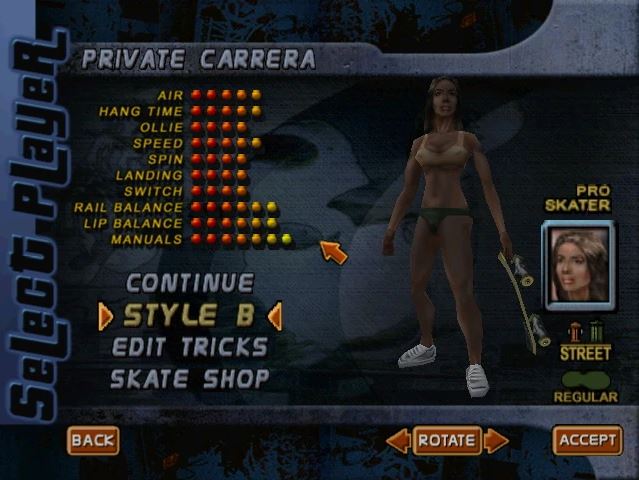 Select Player
PRIVATE CARRERA
AIR
HANG TIME
OLLIE
SPEED
SPIN
LANDING
SWITCH
RAIL BALANCE
LIP BALANCE
MANUALS
CONTINUE
STYLE B
EDIT TRICKS
SKATE SHOP
PRO
SKATER
STREET
REGULAR
BACK
ROTATE
ACCEPT